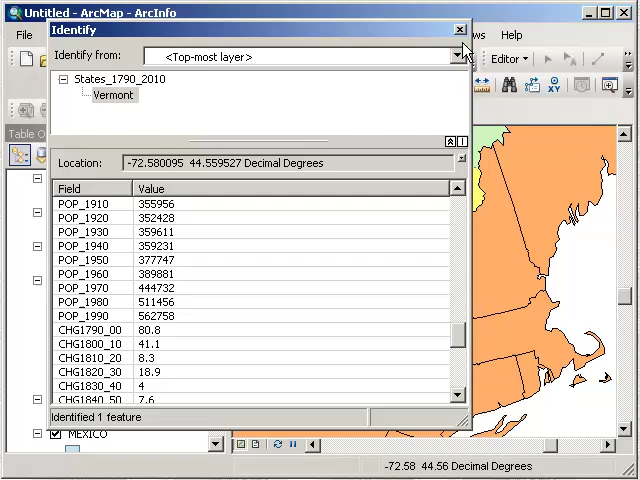 Untitled - ArcMap - ArcInfo
File
ws
Help
Identify
Identify from:
<Top-most layer>
Editor
States_1790_2010
Vermont
Table O
Location:
-72.580095  44.559527 Decimal Degrees
Field
Value
POP_1910
355956
POP_1920
352428
POP_1930
359611
POP_1940
359231
POP_1950
377747
POP_1960
389881
POP_1970
444732
POP_1980
511456
POP_1990
562758
CHG1790_00
80.8
CHG1800_10
41.1
CHG1810_20
8.3
CHG1820_30
18.9
CHG1830_40
4
CHG1840_50
7.6
Identified 1 feature
MEXICO
-72.58  44.56 Decimal Degrees